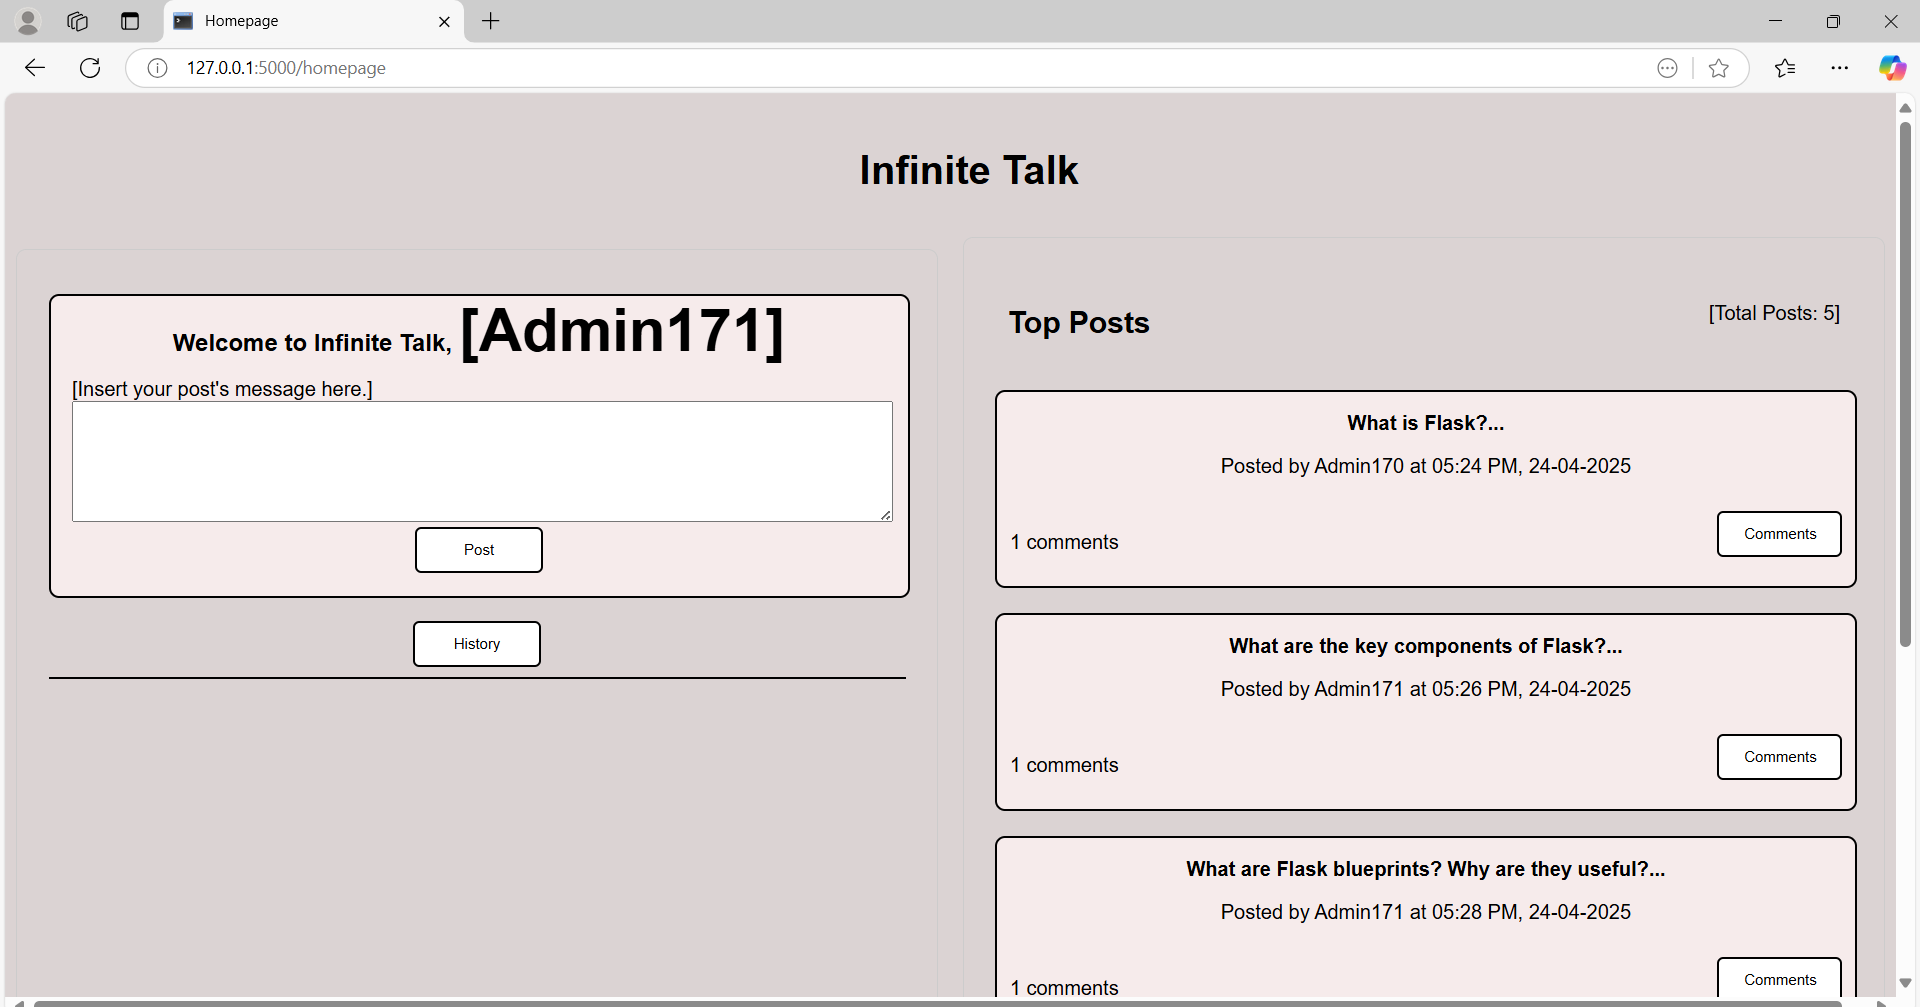 Homepage
127.0.0.1:5000/homepage
Infinite Talk
Welcome to Infinite Talk, [Admin171]
[Insert your post's message here.]
Post
History
Top Posts
[Total Posts: 5]
What is Flask?...
Posted by Admin170 at 05:24 PM, 24-04-2025
1 comments
Comments
What are the key components of Flask?...
Posted by Admin171 at 05:26 PM, 24-04-2025
1 comments
Comments
What are Flask blueprints? Why are they useful?...
Posted by Admin171 at 05:28 PM, 24-04-2025
1 comments
Comments